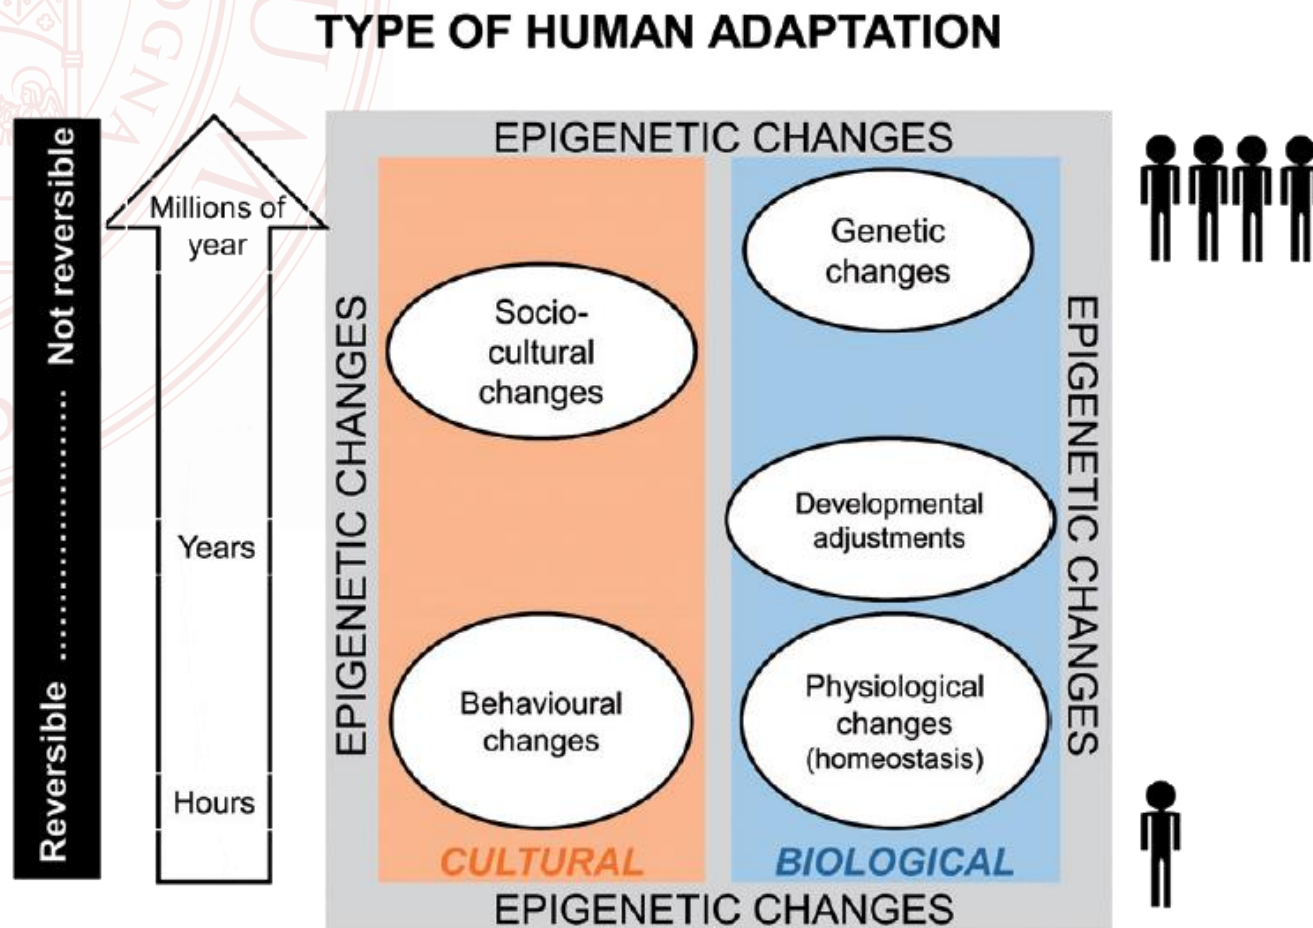 TYPE OF HUMAN ADAPTATION
EPIGENETIC CHANGES
Not reversible
Reversible ........................
Millions of
year
Years
Hours
EPIGENETIC CHANGES
Socio-
cultural
changes
Behavioural
changes
CULTURAL
Genetic
changes
Developmental
adjustments
Physiological
changes
(homeostasis)
BIOLOGICAL
EPIGENETIC CHANGES
EPIGENETIC CHANGES